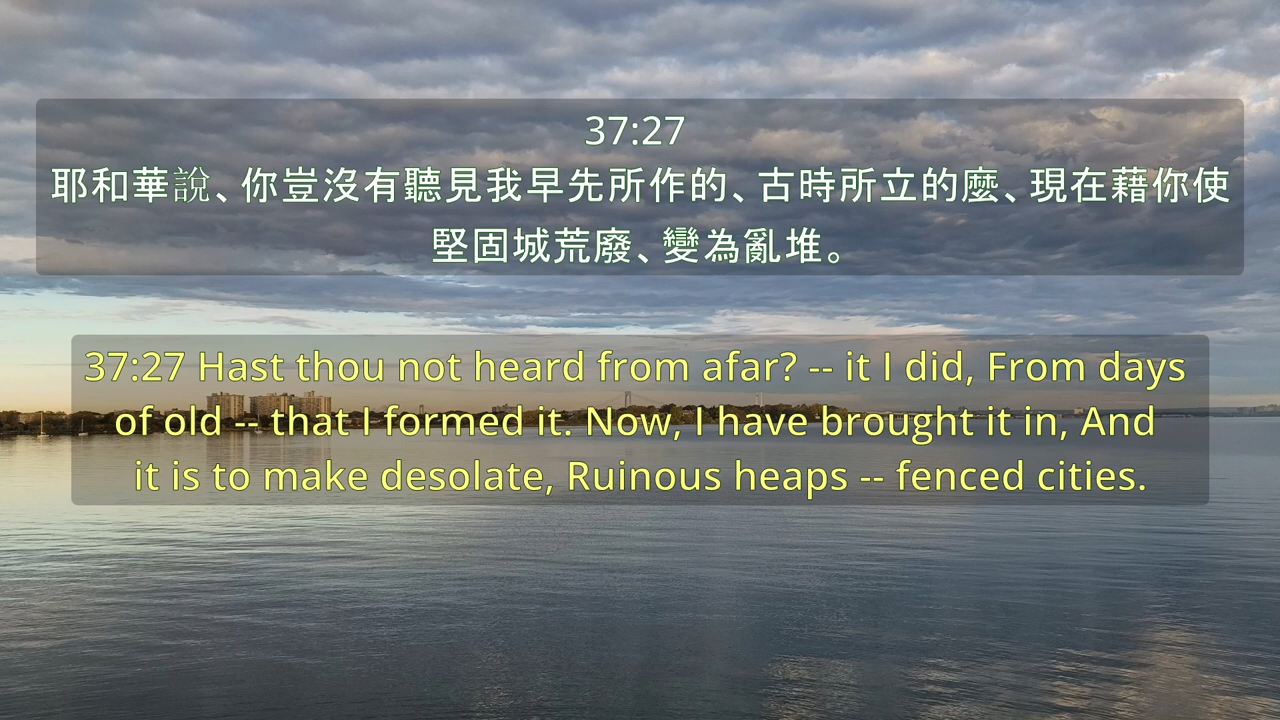 37:27
耶和華說、你豈沒有聽見我早先所作的、古時所立的麼、現在藉你使
堅固城荒廢、變為亂堆。
37:27 Hast thou not heard from afar? -- it I did, From days
of old -- that I formed it. Now, I have brought it in, And
it is to make desolate, Ruinous heaps -- fenced cities.